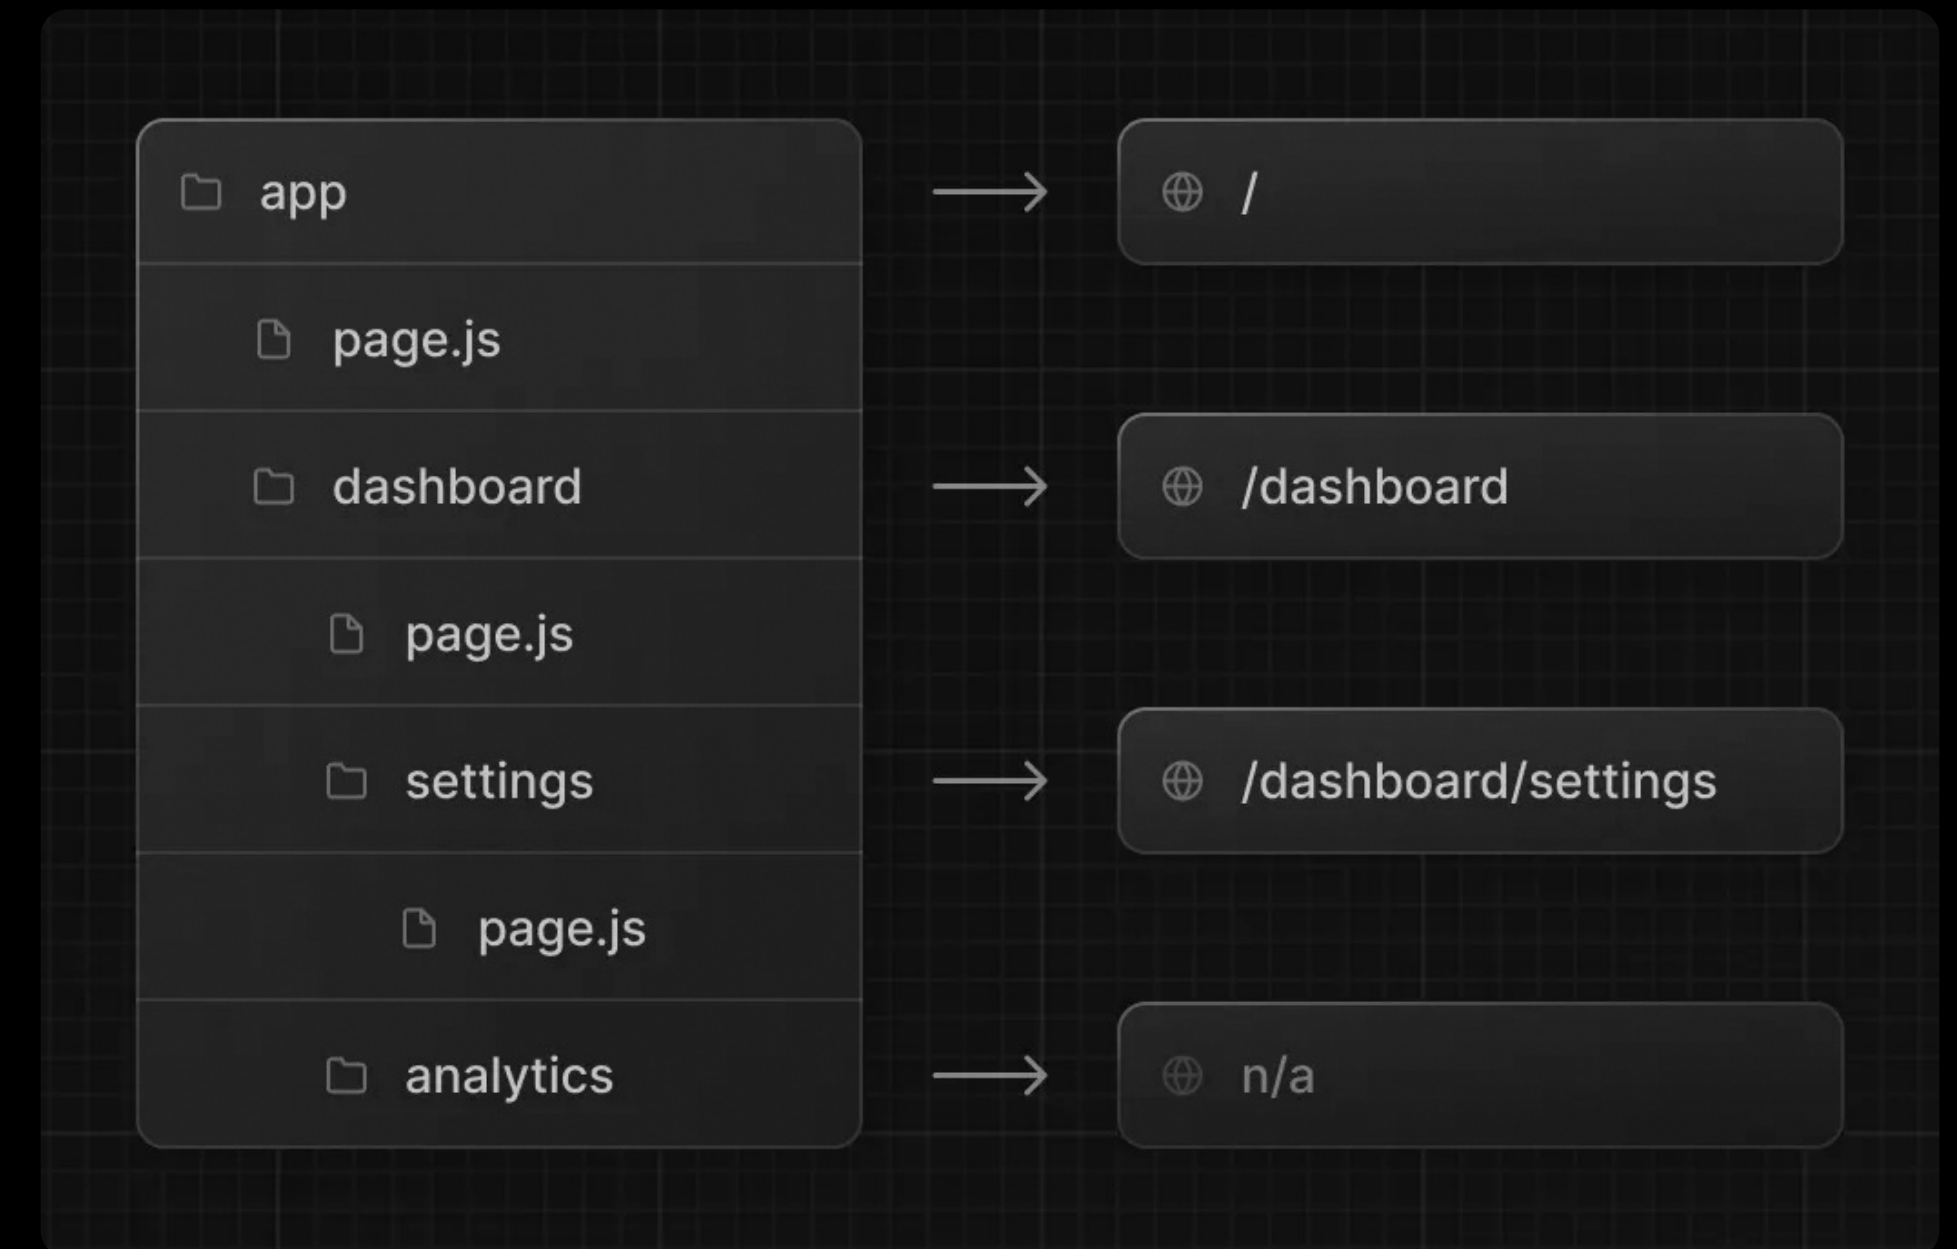 app
/
page.js
dashboard
/dashboard
page.js
settings
/dashboard/settings
page.js
analytics
n/a